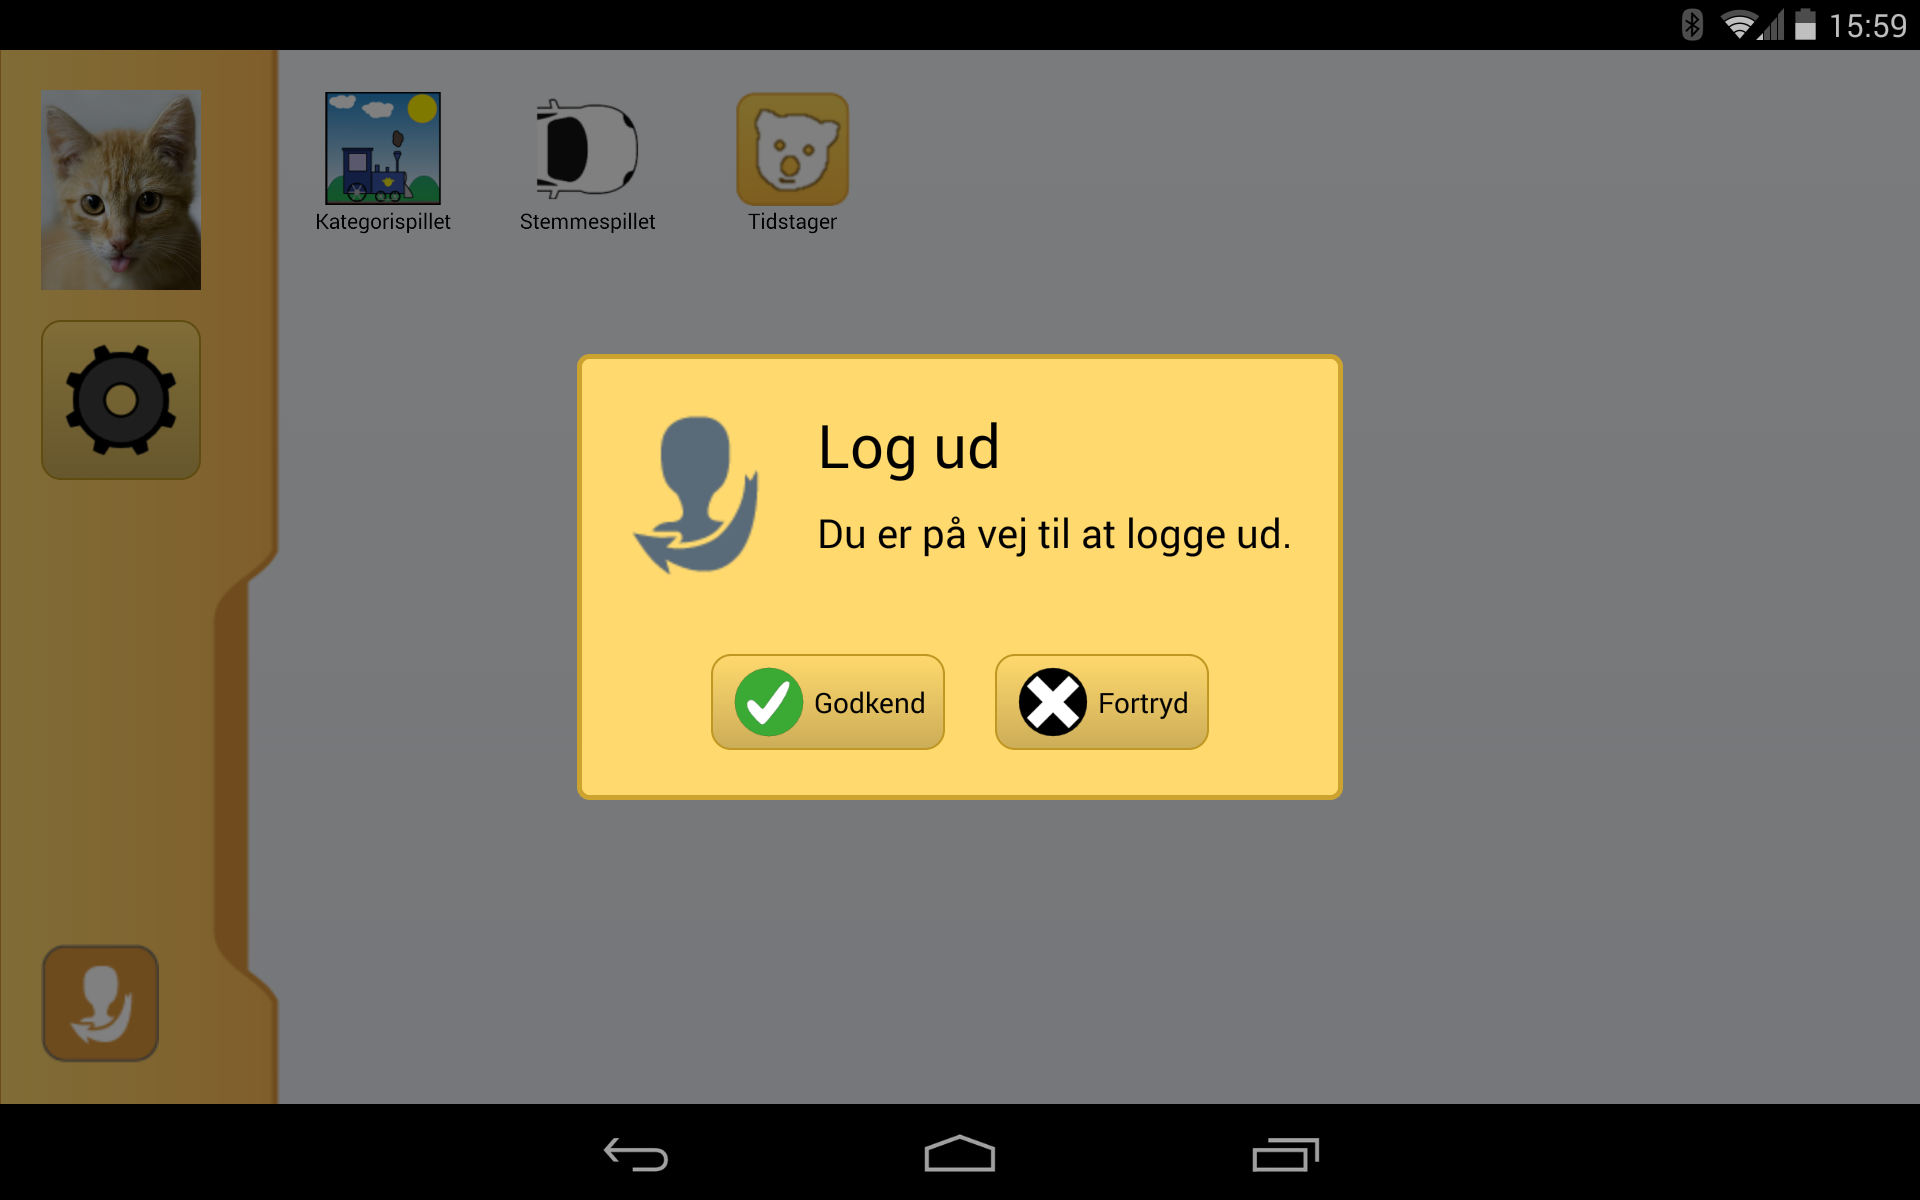 15:59
Kategorispillet
Stemmespillet
Tidstager
Log ud
Du er på vej til at logge ud.
Godkend
Fortryd